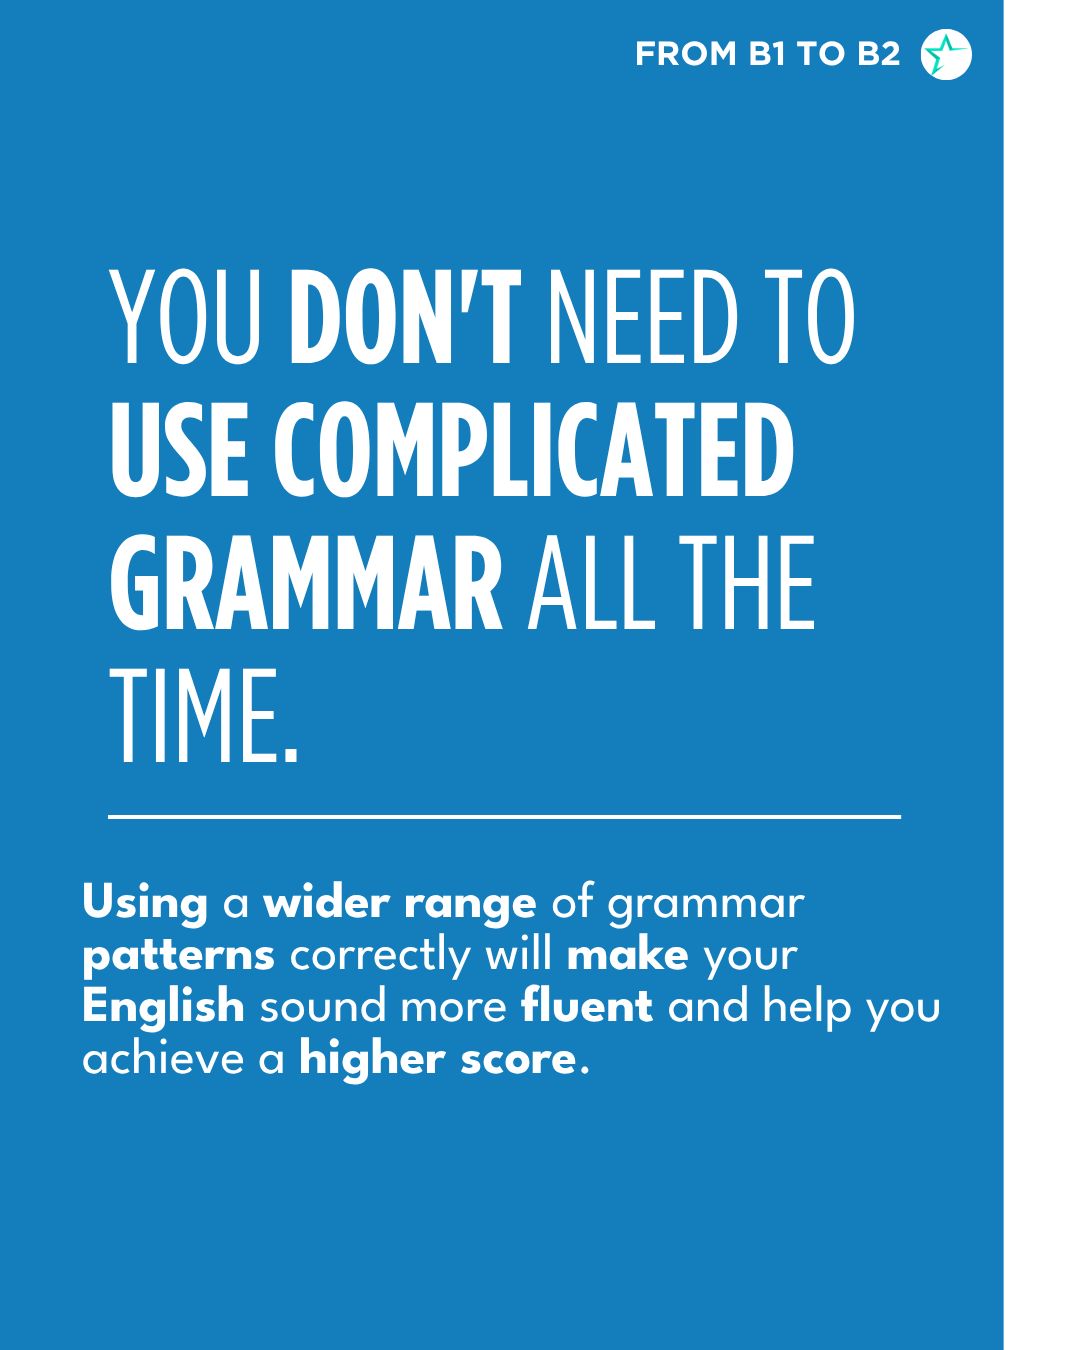 FROM B1 TO B2
YOU DON'T NEED TO
USE COMPLICATED
GRAMMAR ALL THE
TIME.
Using a wider range of grammar
patterns correctly will make your
English sound more fluent and help you
achieve a higher score.